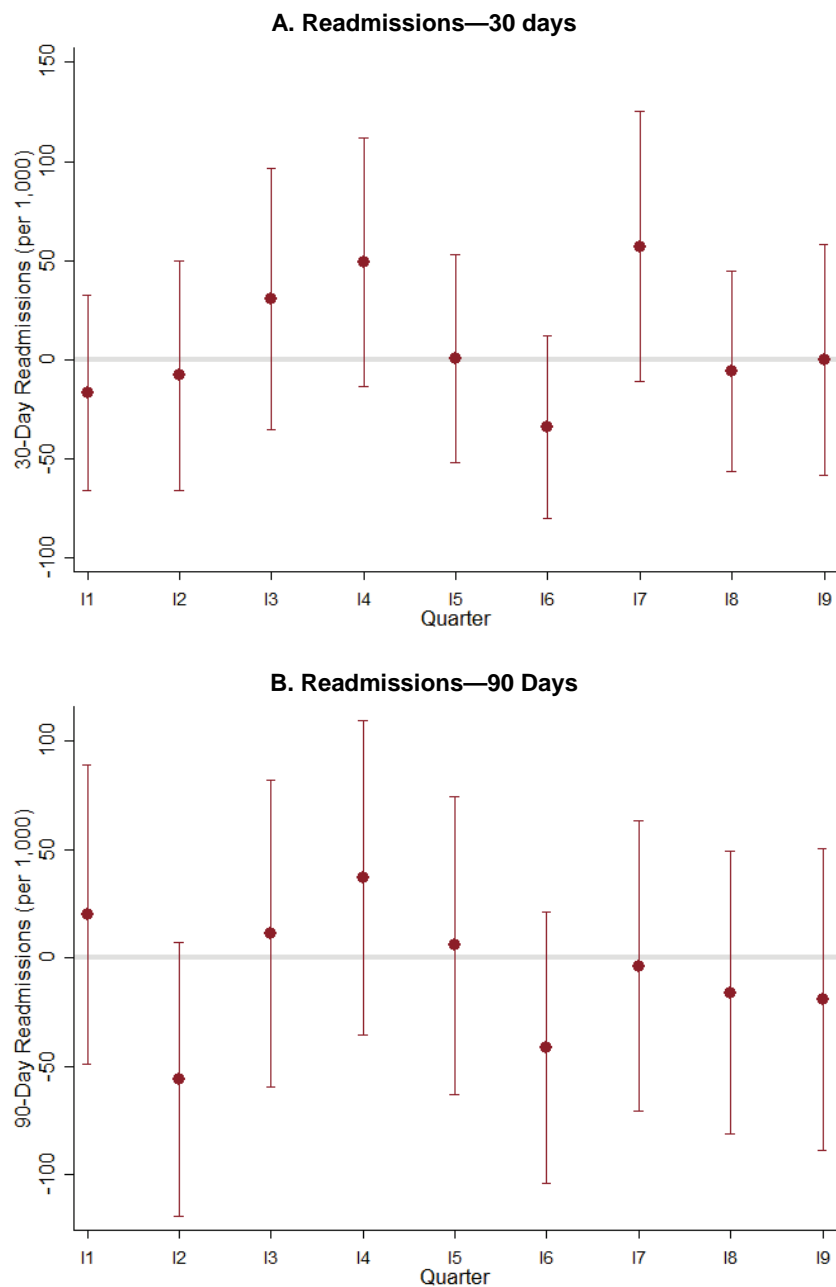 A. Readmissions—30 days
30-Day Readmissions (per 1,000)
150
100
50
0
-50
-100
I1 I2 I3 I4 I5 I6 I7 I8 I9
Quarter
B. Readmissions—90 Days
90-Day Readmissions (per 1,000)
100
50
0
-50
-100
I1 I2 I3 I4 I5 I6 I7 I8 I9
Quarter